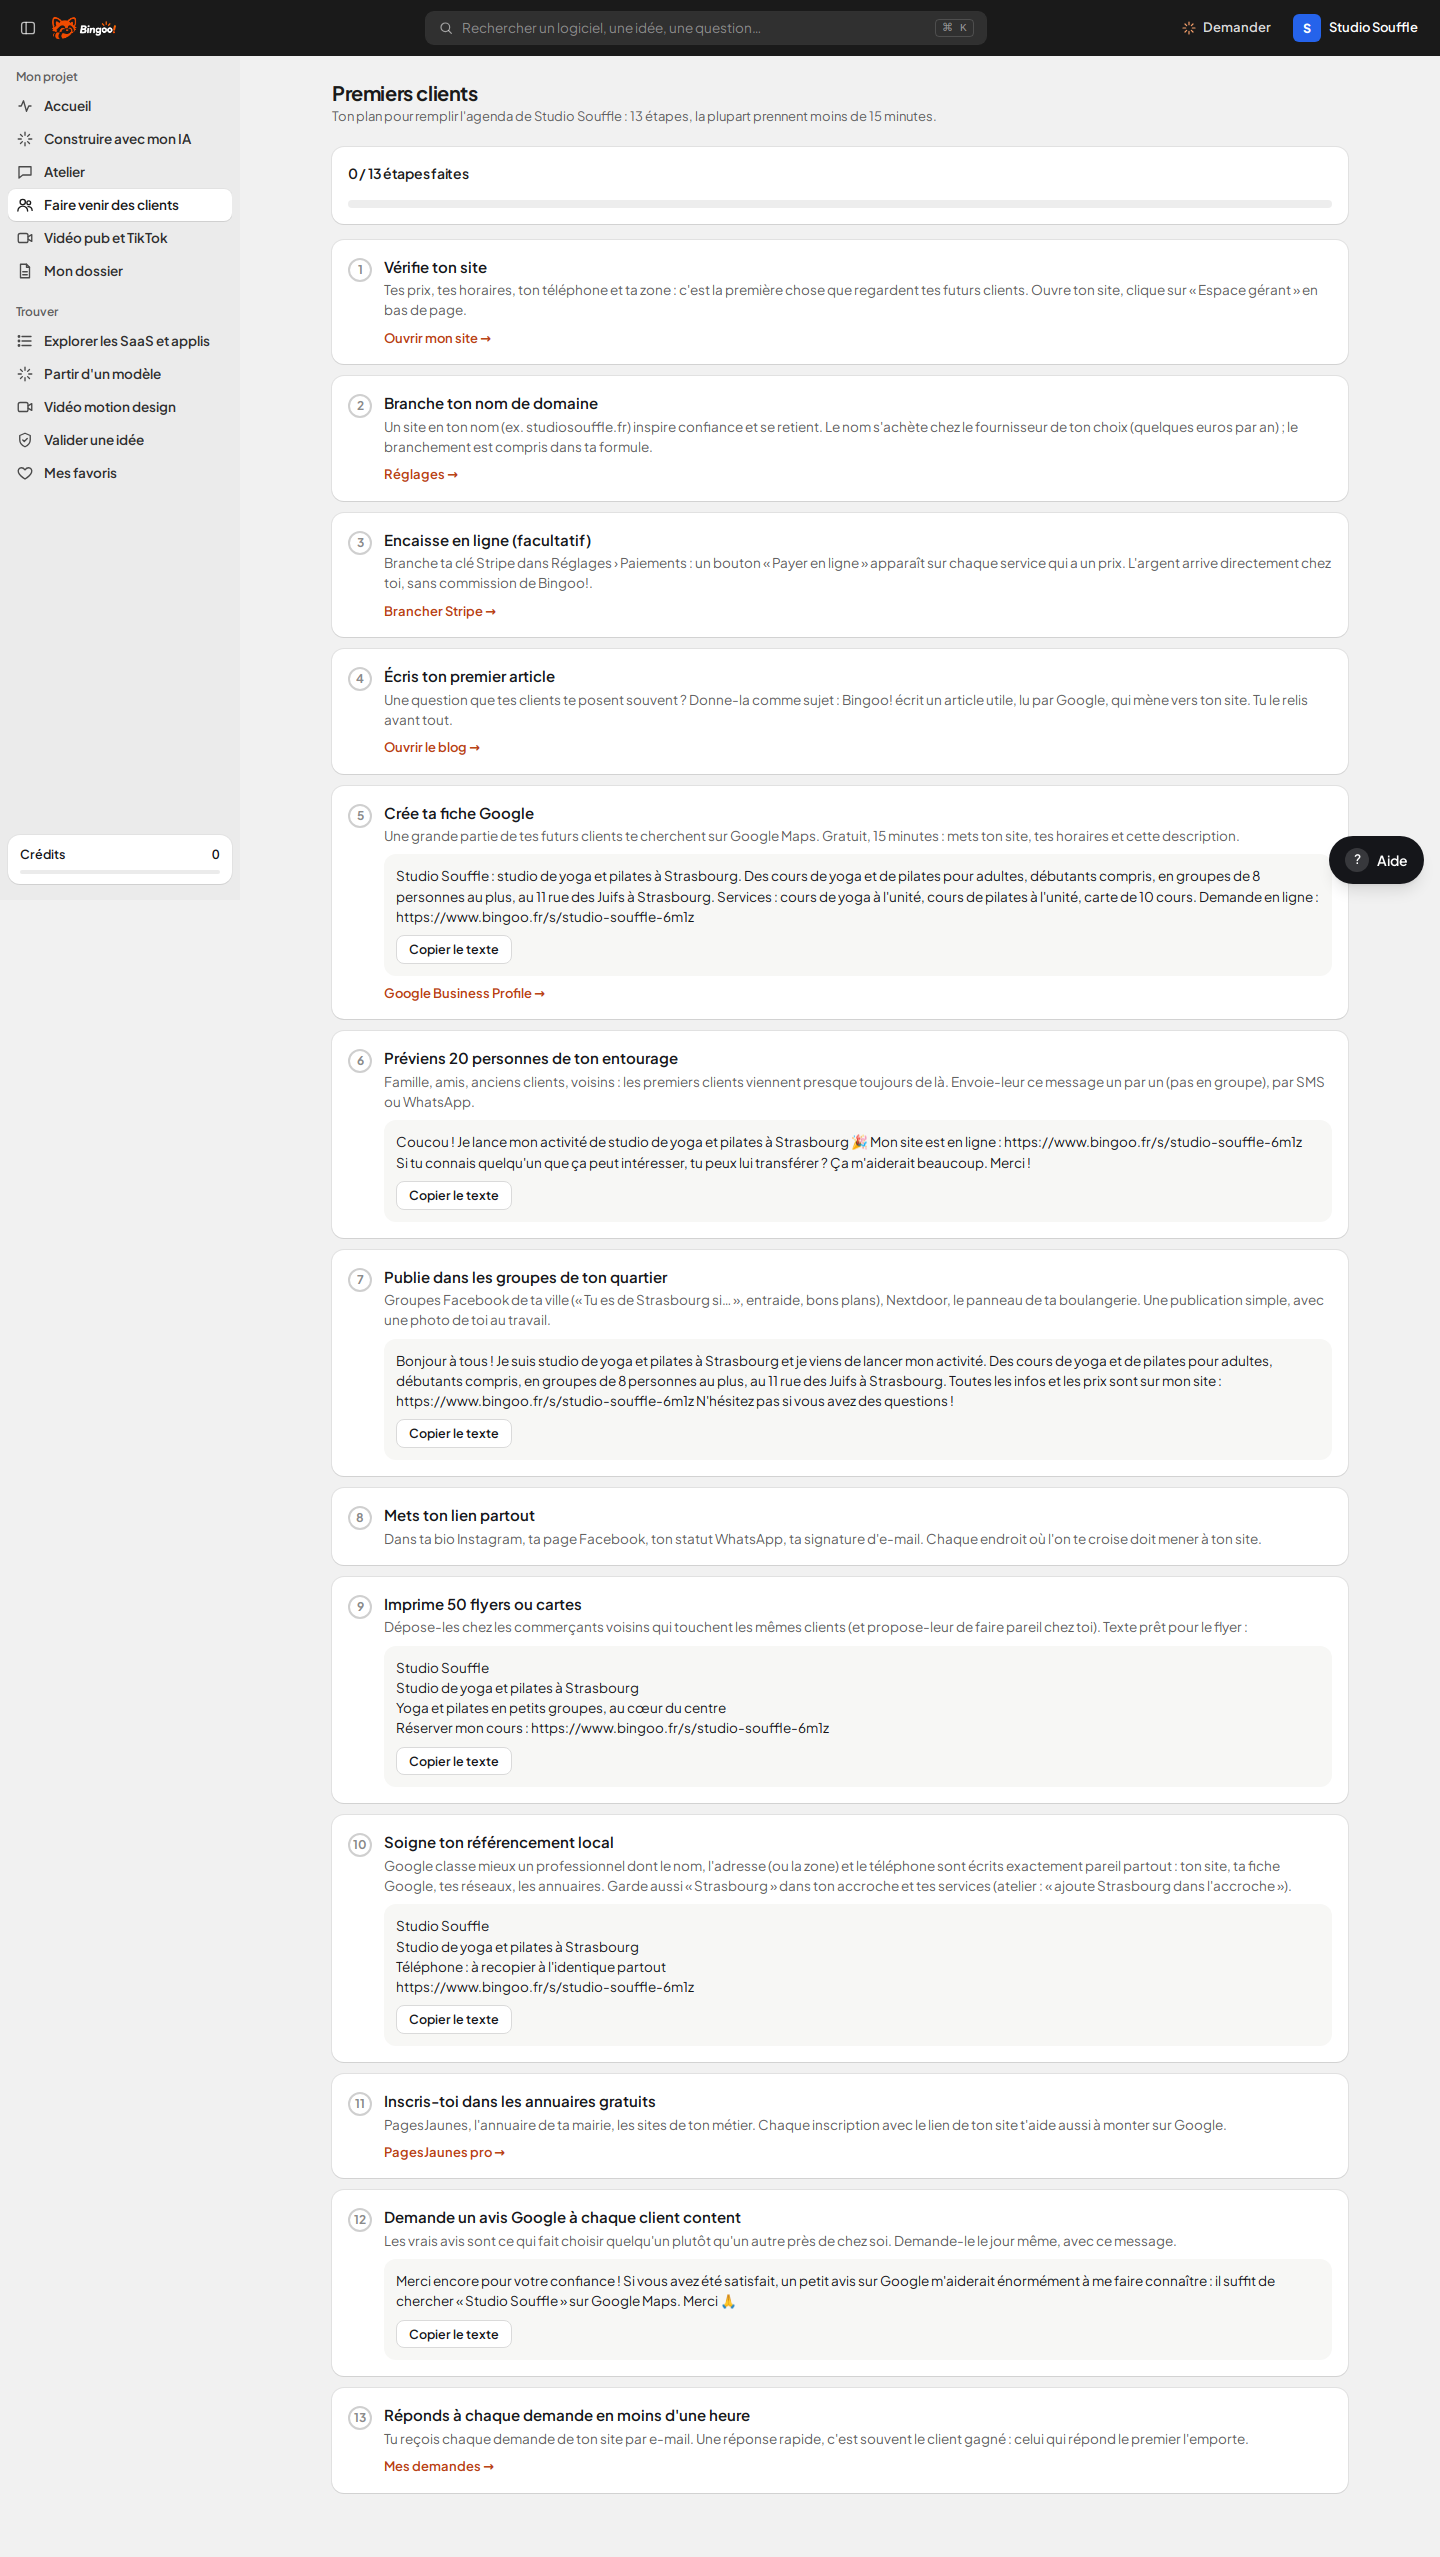 Bingoo!
Rechercher un logiciel, une idée, une question...
⌘ K
Demander
S
Studio Souffle
Mon projet
Accueil
Construire avec mon IA
Atelier
Faire venir des clients
Vidéo pub et TikTok
Mon dossier
Trouver
Explorer les SaaS et applis
Partir d'un modèle
Vidéo motion design
Valider une idée
Mes favoris
Crédits
0
Premiers clients
Ton plan pour remplir l'agenda de Studio Souffle : 13 étapes, la plupart prennent moins de 15 minutes.
0 / 13 étapes faites
1
Vérifie ton site
Tes prix, tes horaires, ton téléphone et ta zone : c'est la première chose que regardent tes futurs clients. Ouvre ton site, clique sur « Espace gérant » en
bas de page.
Ouvrir mon site →
2
Branche ton nom de domaine
Un site en ton nom (ex. studiosouffle.fr) inspire confiance et se retient. Le nom s'achète chez le fournisseur de ton choix (quelques euros par an) ; le
branchement est compris dans ta formule.
Réglages →
3
Encaisse en ligne (facultatif)
Branche ta clé Stripe dans Réglages › Paiements : un bouton « Payer en ligne » apparaît sur chaque service qui a un prix. L'argent arrive directement chez
toi, sans commission de Bingoo!.
Brancher Stripe →
4
Écris ton premier article
Une question que tes clients te posent souvent ? Donne-la comme sujet : Bingoo! écrit un article utile, lu par Google, qui mène vers ton site. Tu le relis
avant tout.
Ouvrir le blog →
5
Crée ta fiche Google
Une grande partie de tes futurs clients te cherchent sur Google Maps. Gratuit, 15 minutes : mets ton site, tes horaires et cette description.
Studio Souffle : studio de yoga et pilates à Strasbourg. Des cours de yoga et de pilates pour adultes, débutants compris, en groupes de 8
personnes au plus, au 11 rue des Juifs à Strasbourg. Services : cours de yoga à l'unité, cours de pilates à l'unité, carte de 10 cours. Demande en ligne :
https://www.bingoo.fr/s/studio-souffle-6m1z
Copier le texte
Google Business Profile →
? Aide
6
Préviens 20 personnes de ton entourage
Famille, amis, anciens clients, voisins : les premiers clients viennent presque toujours de là. Envoie-leur ce message un par un (pas en groupe), par SMS
ou WhatsApp.
Coucou ! Je lance mon activité de studio de yoga et pilates à Strasbourg 🎉 Mon site est en ligne : https://www.bingoo.fr/s/studio-souffle-6m1z
Si tu connais quelqu'un que ça peut intéresser, tu peux lui transférer ? Ça m'aiderait beaucoup. Merci !
Copier le texte
7
Publie dans les groupes de ton quartier
Groupes Facebook de ta ville (« Tu es de Strasbourg si... », entraide, bons plans), Nextdoor, le panneau de ta boulangerie. Une publication simple, avec
une photo de toi au travail.
Bonjour à tous ! Je suis studio de yoga et pilates à Strasbourg et je viens de lancer mon activité. Des cours de yoga et de pilates pour adultes,
débutants compris, en groupes de 8 personnes au plus, au 11 rue des Juifs à Strasbourg. Toutes les infos et les prix sont sur mon site :
https://www.bingoo.fr/s/studio-souffle-6m1z N'hésitez pas si vous avez des questions !
Copier le texte
8
Mets ton lien partout
Dans ta bio Instagram, ta page Facebook, ton statut WhatsApp, ta signature d'e-mail. Chaque endroit où l'on te croise doit mener à ton site.
9
Imprime 50 flyers ou cartes
Dépose-les chez les commerçants voisins qui touchent les mêmes clients (et propose-leur de faire pareil chez toi). Texte prêt pour le flyer :
Studio Souffle
Studio de yoga et pilates à Strasbourg
Yoga et pilates en petits groupes, au cœur du centre
Réserver mon cours : https://www.bingoo.fr/s/studio-souffle-6m1z
Copier le texte
10
Soigne ton référencement local
Google classe mieux un professionnel dont le nom, l'adresse (ou la zone) et le téléphone sont écrits exactement pareil partout : ton site, ta fiche
Google, tes réseaux, les annuaires. Garde aussi « Strasbourg » dans ton accroche et tes services (atelier : « ajoute Strasbourg dans l'accroche »).
Studio Souffle
Studio de yoga et pilates à Strasbourg
Téléphone : à recopier à l'identique partout
https://www.bingoo.fr/s/studio-souffle-6m1z
Copier le texte
11
Inscris-toi dans les annuaires gratuits
PagesJaunes, l'annuaire de ta mairie, les sites de ton métier. Chaque inscription avec le lien de ton site t'aide aussi à monter sur Google.
PagesJaunes pro →
12
Demande un avis Google à chaque client content
Les vrais avis sont ce qui fait choisir quelqu'un plutôt qu'un autre près de chez soi. Demande-le le jour même, avec ce message.
Merci encore pour votre confiance ! Si vous avez été satisfait, un petit avis sur Google m'aiderait énormément à me faire connaître : il suffit de
chercher « Studio Souffle » sur Google Maps. Merci 🙏
Copier le texte
13
Réponds à chaque demande en moins d'une heure
Tu reçois chaque demande de ton site par e-mail. Une réponse rapide, c'est souvent le client gagné : celui qui répond le premier l'emporte.
Mes demandes →